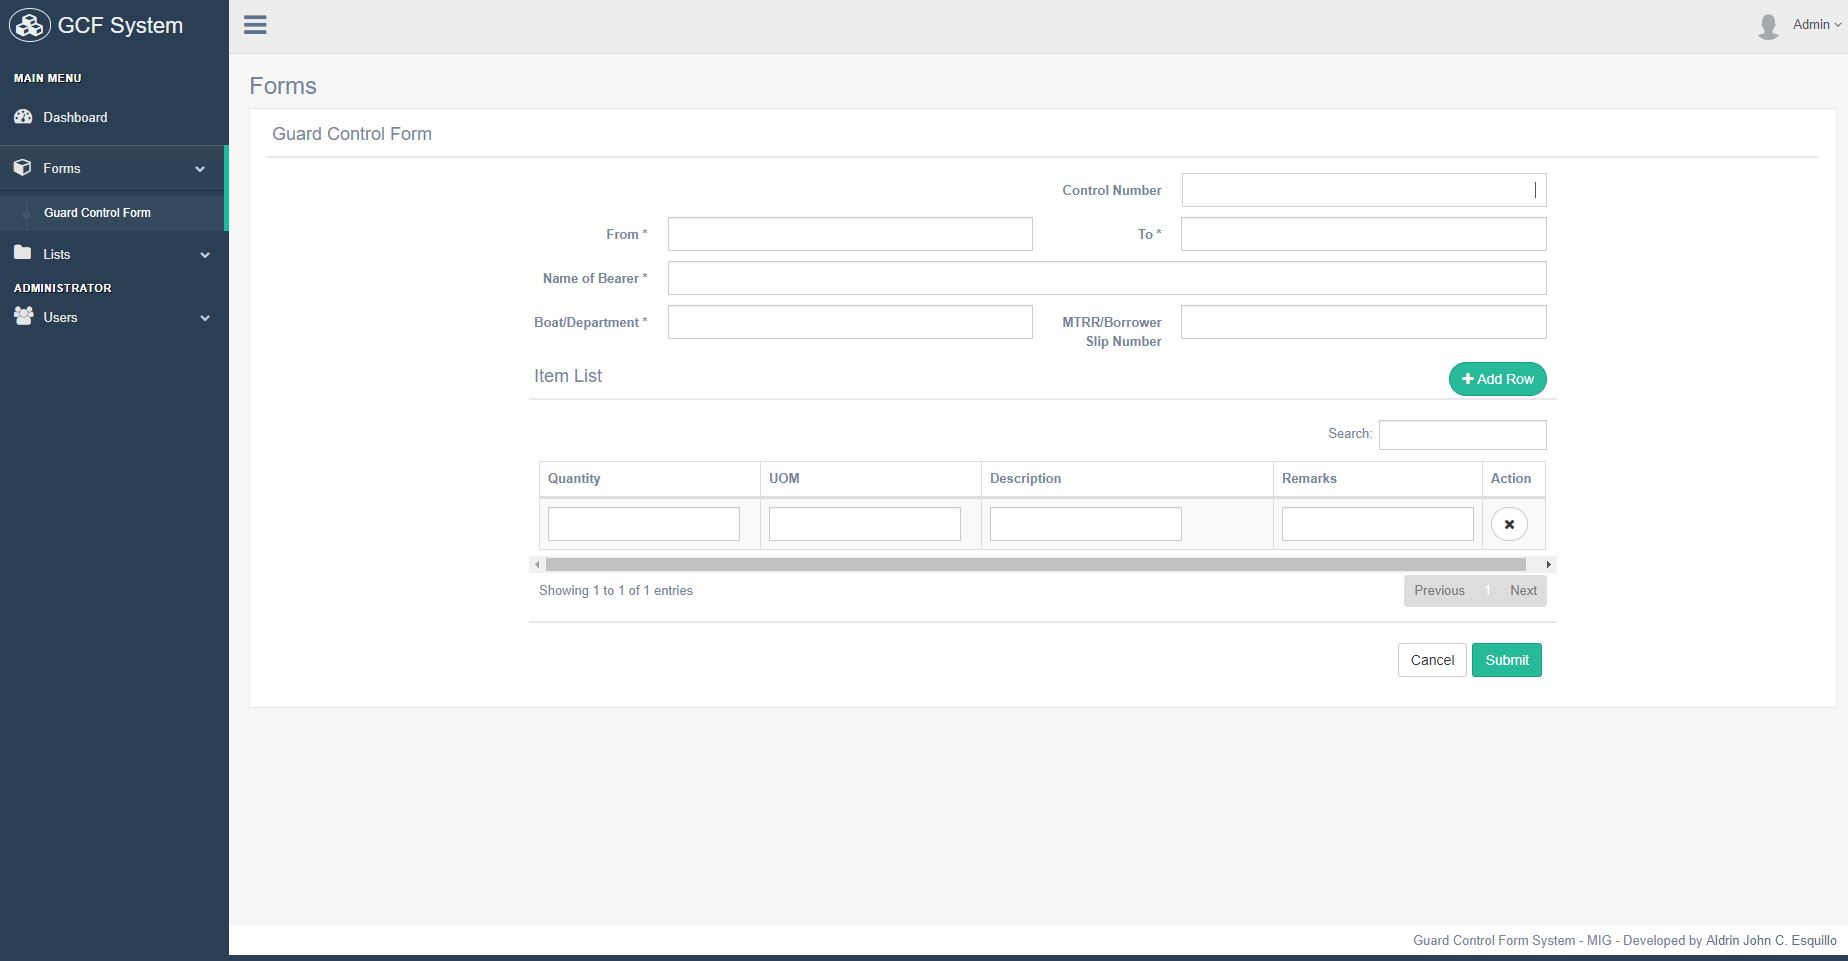 GCF System
Admin
MAIN MENU
Dashboard
Forms
Guard Control Form
Lists
ADMINISTRATOR
Users
Forms
Guard Control Form
Control Number
From *
To *
Name of Bearer *
Boat/Department *
MTRR/Borrower
Slip Number
Item List
Add Row
Search:
Quantity UOM Description Remarks Action
Showing 1 to 1 of 1 entries
Previous 1 Next
Cancel Submit
Guard Control Form System - MIG - Developed by Aldrin John C. Esquillo